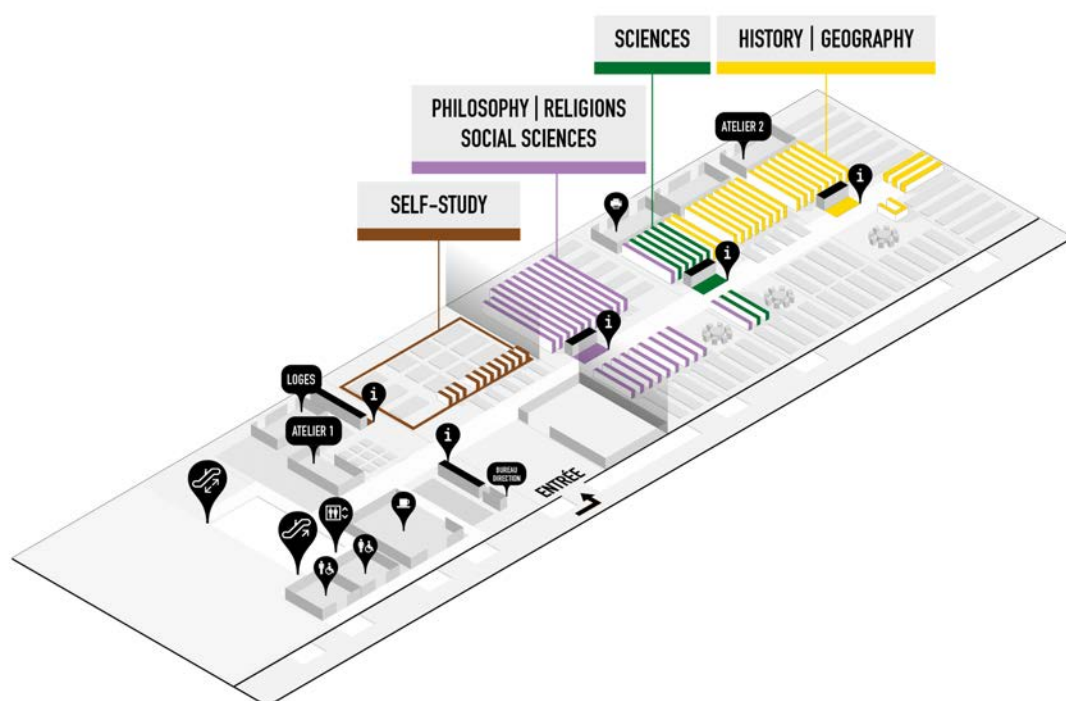 SCIENCES
HISTORY | GEOGRAPHY
PHILOSOPHY | RELIGIONS
SOCIAL SCIENCES
ATELIER 2
SELF-STUDY
i
i
i
LOGES
i
ATELIER 1
i
BUREAU
DIRECTION
ENTRÉE